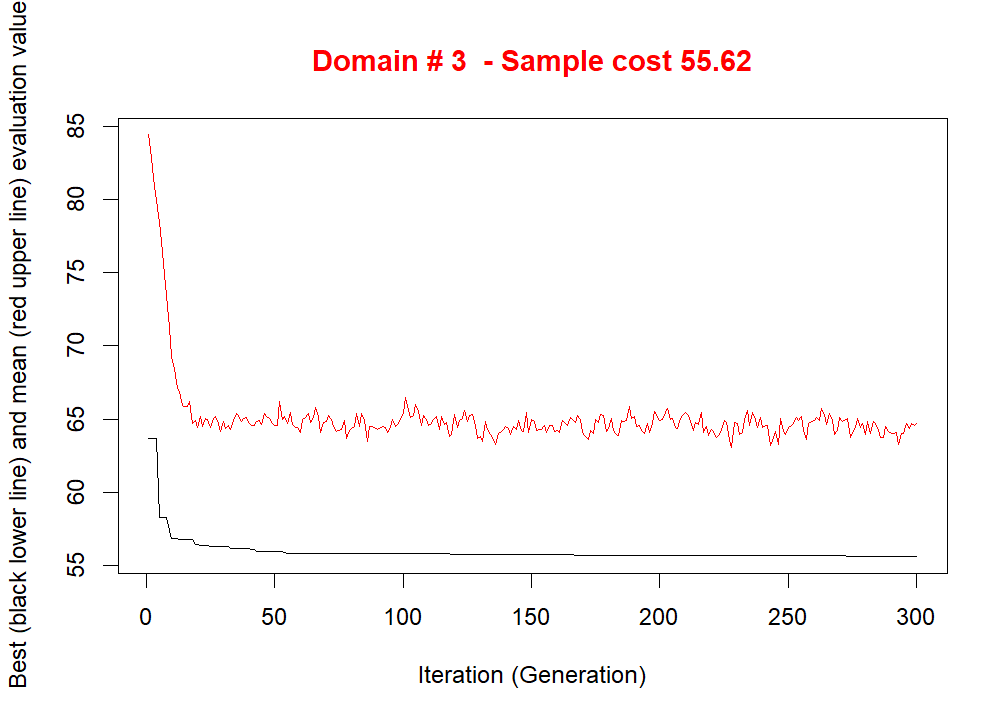 Domain # 3  - Sample cost 55.62
Best (black lower line) and mean (red upper line) evaluation value
85
80
75
70
65
60
55
0 50 100 150 200 250 300
Iteration (Generation)